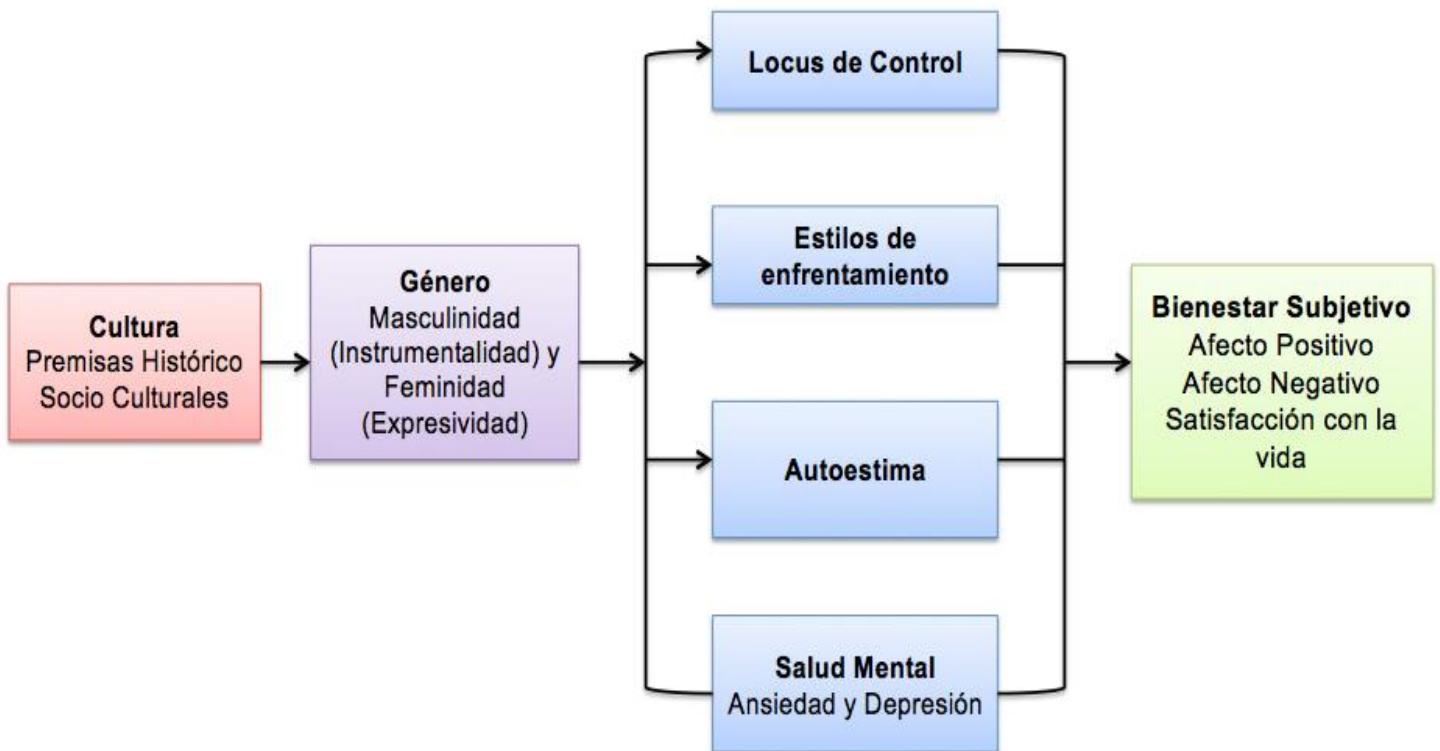 Cultura
Premisas Histórico
Socio Culturales
Género
Masculinidad
(Instrumentalidad) y
Feminidad
(Expresividad)
Locus de Control
Estilos de
enfrentamiento
Autoestima
Salud Mental
Ansiedad y Depresión
Bienestar Subjetivo
Afecto Positivo
Afecto Negativo
Satisfacción con la
vida